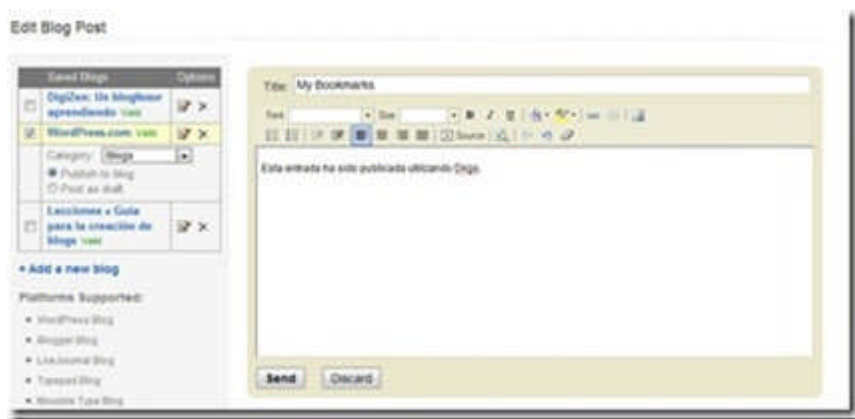 Edit Blog Post
Saved Blogs Options
DigiZen: Un blogfesor
aprendiendo
WordPress.com
Category: Blogs
Publish to blog
Post as draft
Lecciones » Guía
para la creación de
blogs
+ Add a new blog
Platforms Supported:
WordPress Blog
Blogger Blog
LiveJournal Blog
Typepad Blog
Movable Type Blog
Title: My Bookmarks
Font Size
Source
Esta entrada ha sido publicada utilizando Diigo.
Send Discard